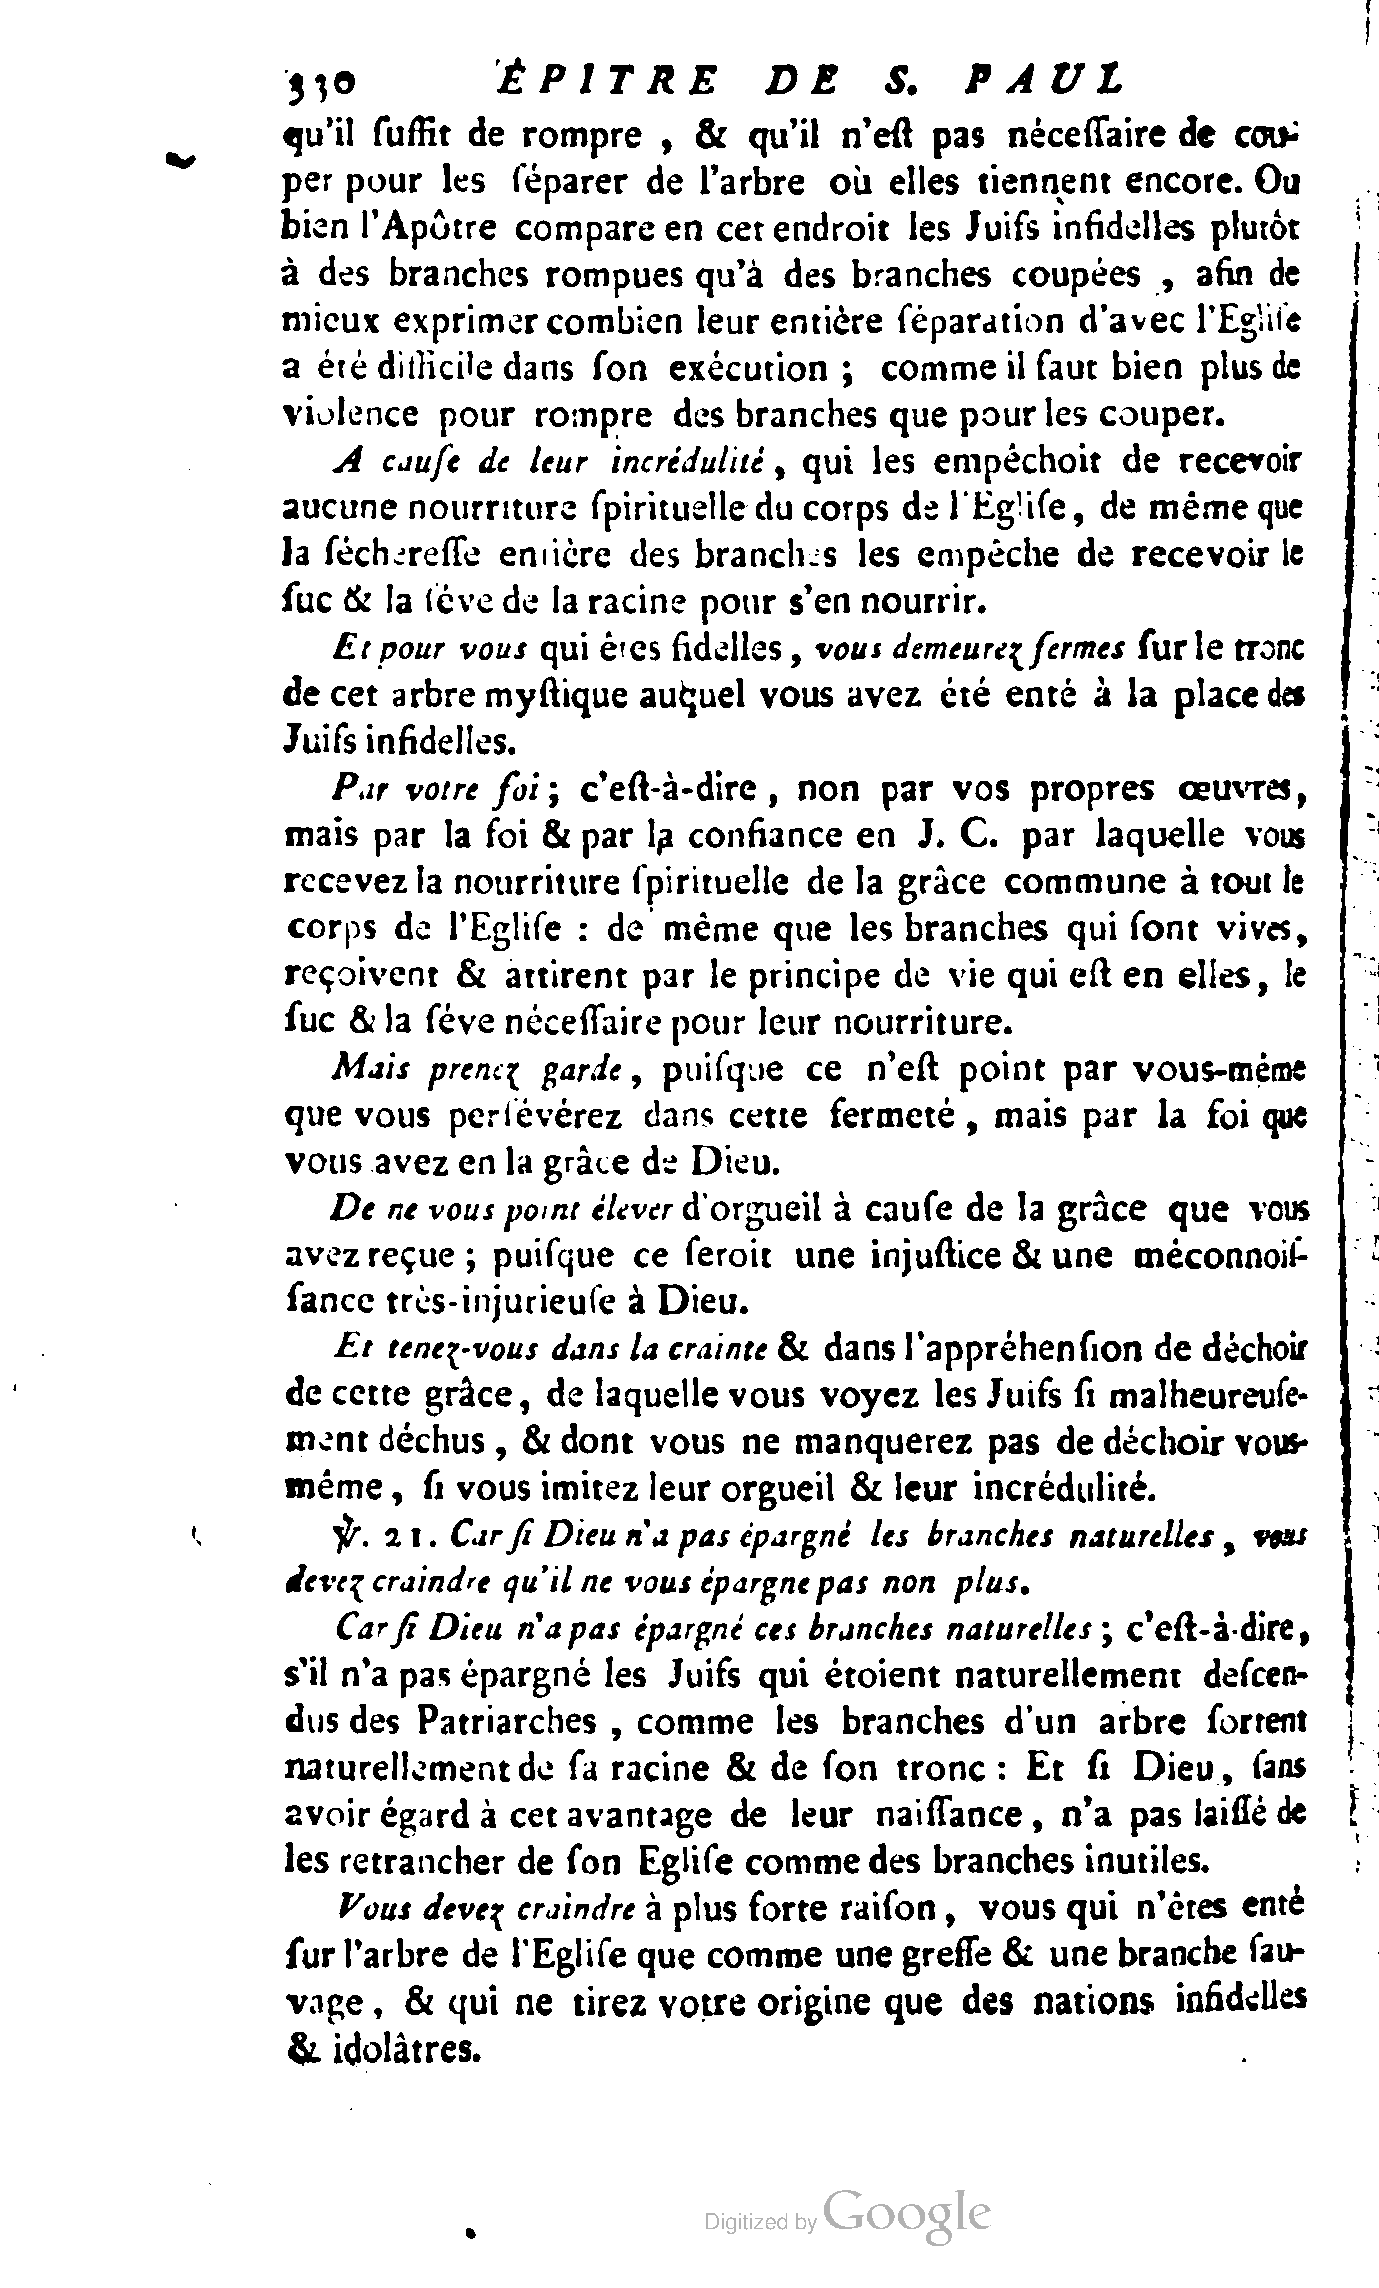 330 ÉPITRE DE S. PAUL
qu'il ſuffit de rompre , & qu'il n'eſt pas néceſſaire de cou-
per pour les ſéparer de l'arbre où elles tiennent encore. Ou
bien l'Apôtre compare en cet endroit les Juifs infidelles plutôt
à des branches rompues qu'à des branches coupées , afin de
mieux exprimer combien leur entière ſéparation d'avec l'Egliſe
a été difficile dans ſon exécution ; comme il faut bien plus de
violence pour rompre des branches que pour les couper.
A cauſe de leur incrédulité, qui les empêchoit de recevoir
aucune nourriture ſpirituelle du corps de l'Egliſe, de même que
la ſéchereſſe entière des branches les empêche de recevoir le
ſuc & la ſéve de la racine pour s'en nourrir.
Et pour vous qui êtes fidelles, vous demeurez fermes ſur le tronc
de cet arbre myſtique auquel vous avez été enté à la place des
Juifs infidelles.
Par votre foi; c'eſt-à-dire , non par vos propres œuvres,
mais par la foi & par la confiance en J. C. par laquelle vous
recevez la nourriture ſpirituelle de la grâce commune à tout le
corps de l'Egliſe : de même que les branches qui ſont vives,
reçoivent & attirent par le principe de vie qui eſt en elles, le
ſuc & la ſéve néceſſaire pour leur nourriture.
Mais prenez garde, puiſque ce n'eſt point par vous-même
que vous perſévérez dans cette fermeté , mais par la foi que
vous avez en la grâce de Dieu.
De ne vous point élever d'orgueil à cauſe de la grâce que vous
avez reçue ; puiſque ce ſeroit une injuſtice & une méconnoiſ-
ſance très-injurieuſe à Dieu.
Et tenez-vous dans la crainte & dans l'appréhenſion de déchoir
de cette grâce, de laquelle vous voyez les Juifs ſi malheureuſe-
ment déchus , & dont vous ne manquerez pas de déchoir vous-
même, ſi vous imitez leur orgueil & leur incrédulité.
℣. 21. Car ſi Dieu n'a pas épargné les branches naturelles, vous
devez craindre qu'il ne vous épargne pas non plus.
Car ſi Dieu n'a pas épargné ces branches naturelles; c'eſt-à-dire,
s'il n'a pas épargné les Juifs qui étoient naturellement deſcen-
dus des Patriarches , comme les branches d'un arbre ſortent
naturellement de ſa racine & de ſon tronc : Et ſi Dieu, ſans
avoir égard à cet avantage de leur naiſſance, n'a pas laiſſé de
les retrancher de ſon Egliſe comme des branches inutiles.
Vous devez craindre à plus forte raiſon, vous qui n'êtes enté
ſur l'arbre de l'Egliſe que comme une greffe & une branche ſau-
vage, & qui ne tirez votre origine que des nations infidelles
& idolâtres.
Digitized by Google